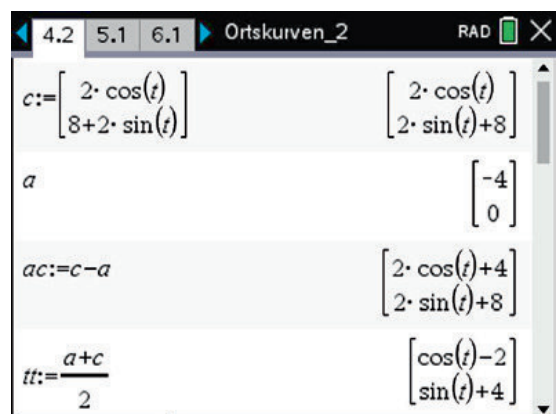 4.2 5.1 6.1 Ortskurven_2 RAD
c:=[2· cos(t) 8+2· sin(t)] [2· cos(t) 2· sin(t)+8]
a [-4 0]
ac:=c-a [2· cos(t)+4 2· sin(t)+8]
tt:=a+c/2 [cos(t)-2 sin(t)+4]